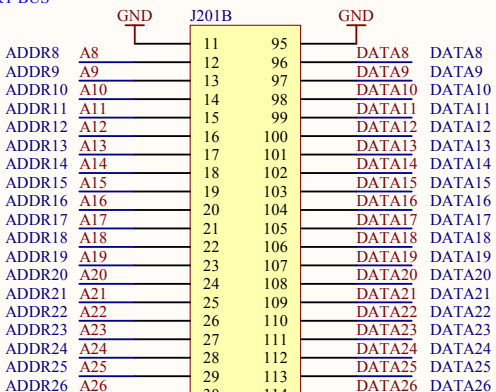 GND J201B GND
11 95
ADDR8 A8 12 96 DATA8 DATA8
ADDR9 A9 13 97 DATA9 DATA9
ADDR10 A10 14 98 DATA10 DATA10
ADDR11 A11 15 99 DATA11 DATA11
ADDR12 A12 16 100 DATA12 DATA12
ADDR13 A13 17 101 DATA13 DATA13
ADDR14 A14 18 102 DATA14 DATA14
ADDR15 A15 19 103 DATA15 DATA15
ADDR16 A16 20 104 DATA16 DATA16
ADDR17 A17 21 105 DATA17 DATA17
ADDR18 A18 22 106 DATA18 DATA18
ADDR19 A19 23 107 DATA19 DATA19
ADDR20 A20 24 108 DATA20 DATA20
ADDR21 A21 25 109 DATA21 DATA21
ADDR22 A22 26 110 DATA22 DATA22
ADDR23 A23 27 111 DATA23 DATA23
ADDR24 A24 28 112 DATA24 DATA24
ADDR25 A25 29 113 DATA25 DATA25
ADDR26 A26 DATA26 DATA26